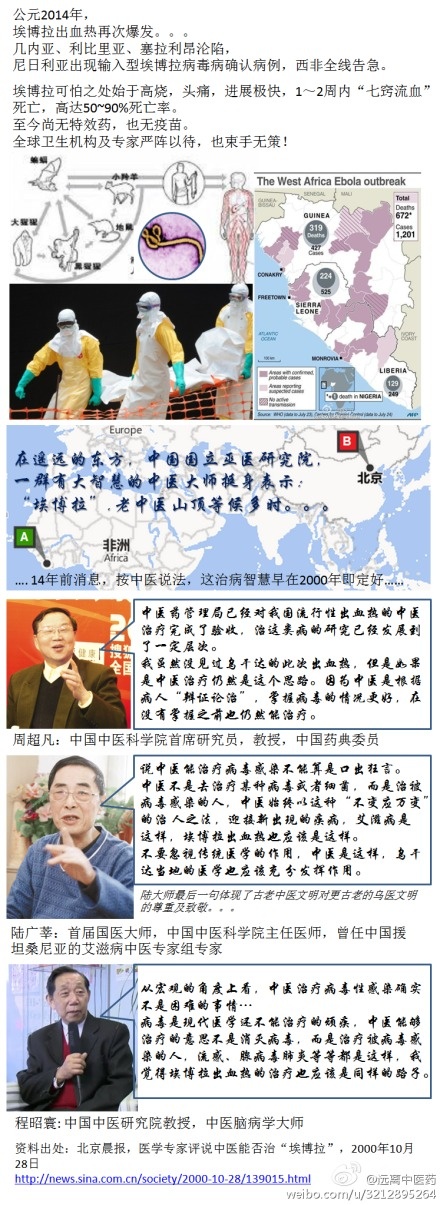 公元2014年,
埃博拉出血热再次爆发。。。
几内亚、利比里亚、塞拉利昂沦陷,
尼日利亚出现输入型埃博拉病毒病确认病例，西非全线告急。
埃博拉可怕之处始于高烧，头痛，进展极快，1～2周内“七窍流血”
死亡，高达50~90%死亡率。
至今尚无特效药，也无疫苗。
全球卫生机构及专家严阵以待，也束手无策！
蝙蝠
小羚羊
大猩猩
地鼠
黑猩猩
The West Africa Ebola outbreak
GUINEA-BISSAU
SENEGAL
MALI
Total
Deaths
672*
Cases
1,201
GUINEA
319
Deaths
427
Cases
CONAKRY
224
525
FREETOWN
SIERRA
LEONE
ATLANTIC
OCEAN
IVORY
COAST
MONROVIA
LIBERIA
129
249
100 km
Areas with confirmed,
probable cases
Areas reporting
suspected cases
No active
transmission
* 1 death in NIGERIA
Source: WHO (data to July 23), Centers for Disease Control (data to July 24)
AFP
Europe
在遥远的东方，中国国立亚医研究院，
一群有大智慧的中医大师挺身表示：
“埃博拉”，老中医山顶等候多时。。。
B
北京
A
非洲
Africa
.... 14年前消息，按中医说法，这治病智慧早在2000年即定好......
健康
搜狐
全国
中医药管理局已经对我国流行性出血热的中医
治疗完成了验收，治这类病的研究已经发展到
了一定层次。
我虽然没见过乌干达的此次出血热，但是如果
是中医治疗仍然是这个思路。因为中医是根据
病人“辩证论治”，掌握病毒的情况更好，在
没有掌握之前也仍然能治疗。
周超凡：中国中医科学院首席研究员，教授，中国药典委员
说中医能治疗病毒感染不能算是口出狂言。
中医不是去治疗某种病毒或者细菌，而是治被
病毒感染的人，中医始终以这种“不变应万变”
的治人之法，迎接新出现的疾病，艾滋病是
这样，埃博拉出血热也应该是这样。
不要忽视传统医学的作用，中医是这样，乌干
达当地的医学也应该充分发挥作用。
陆大师最后一句体现了古老中医文明对更古老的乌医文明
的尊重及致敬。。。
陆广莘：首届国医大师，中国中医科学院主任医师，曾任中国援
坦桑尼亚的艾滋病中医专家组专家
从宏观的角度上看，中医治疗病毒性感染确实
不是困难的事情…
病毒是现代医学还不能治疗的顽疾，中医能够
治疗的意思不是消灭病毒，而是治疗被病毒感
染的人，流感、腺病毒肺炎等等都是这样，我
觉得埃博拉出血热的治疗也应该是同样的路子。
程昭寰: 中国中医研究院教授，中医脑病学大师
资料出处：北京晨报，医学专家评说中医能否治“埃博拉”，2000年10月
28日
http://news.sina.com.cn/society/2000-10-28/139015.html
@远离中医药
weibo.com/u/3212895264